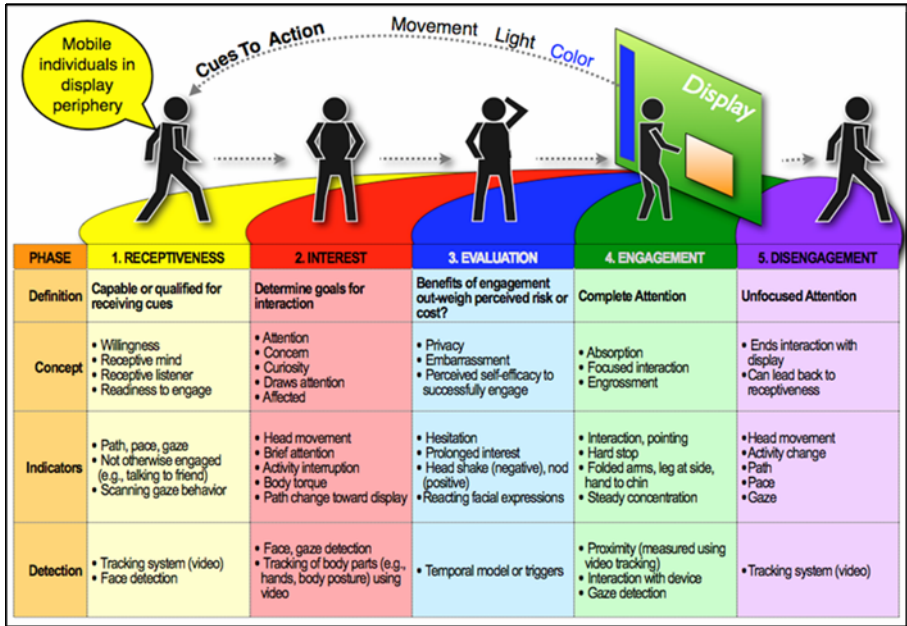 Mobile
individuals in
display
periphery
Cues To Action
Movement Light Color
Display
PHASE
1. RECEPTIVENESS
2. INTEREST
3. EVALUATION
4. ENGAGEMENT
5. DISENGAGEMENT
Definition
Capable or qualified for
receiving cues
Determine goals for
interaction
Benefits of engagement
out-weigh perceived risk or
cost?
Complete Attention
Unfocused Attention
Concept
• Willingness
• Receptive mind
• Receptive listener
• Readiness to engage
• Attention
• Concern
• Curiosity
• Draws attention
• Affected
• Privacy
• Embarrassment
• Perceived self-efficacy to
successfully engage
• Absorption
• Focused interaction
• Engrossment
• Ends interaction with
display
• Can lead back to
receptiveness
Indicators
• Path, pace, gaze
• Not otherwise engaged
(e.g., talking to friend)
• Scanning gaze behavior
• Head movement
• Brief attention
• Activity interruption
• Body torque
• Path change toward display
• Hesitation
• Prolonged interest
• Head shake (negative), nod
(positive)
• Reacting facial expressions
• Interaction, pointing
• Hard stop
• Folded arms, leg at side,
hand to chin
• Steady concentration
• Head movement
• Activity change
• Path
• Pace
• Gaze
Detection
• Tracking system (video)
• Face detection
• Face, gaze detection
• Tracking of body parts (e.g.,
hands, body posture) using
video
• Temporal model or triggers
• Proximity (measured using
video tracking)
• Interaction with device
• Gaze detection
• Tracking system (video)